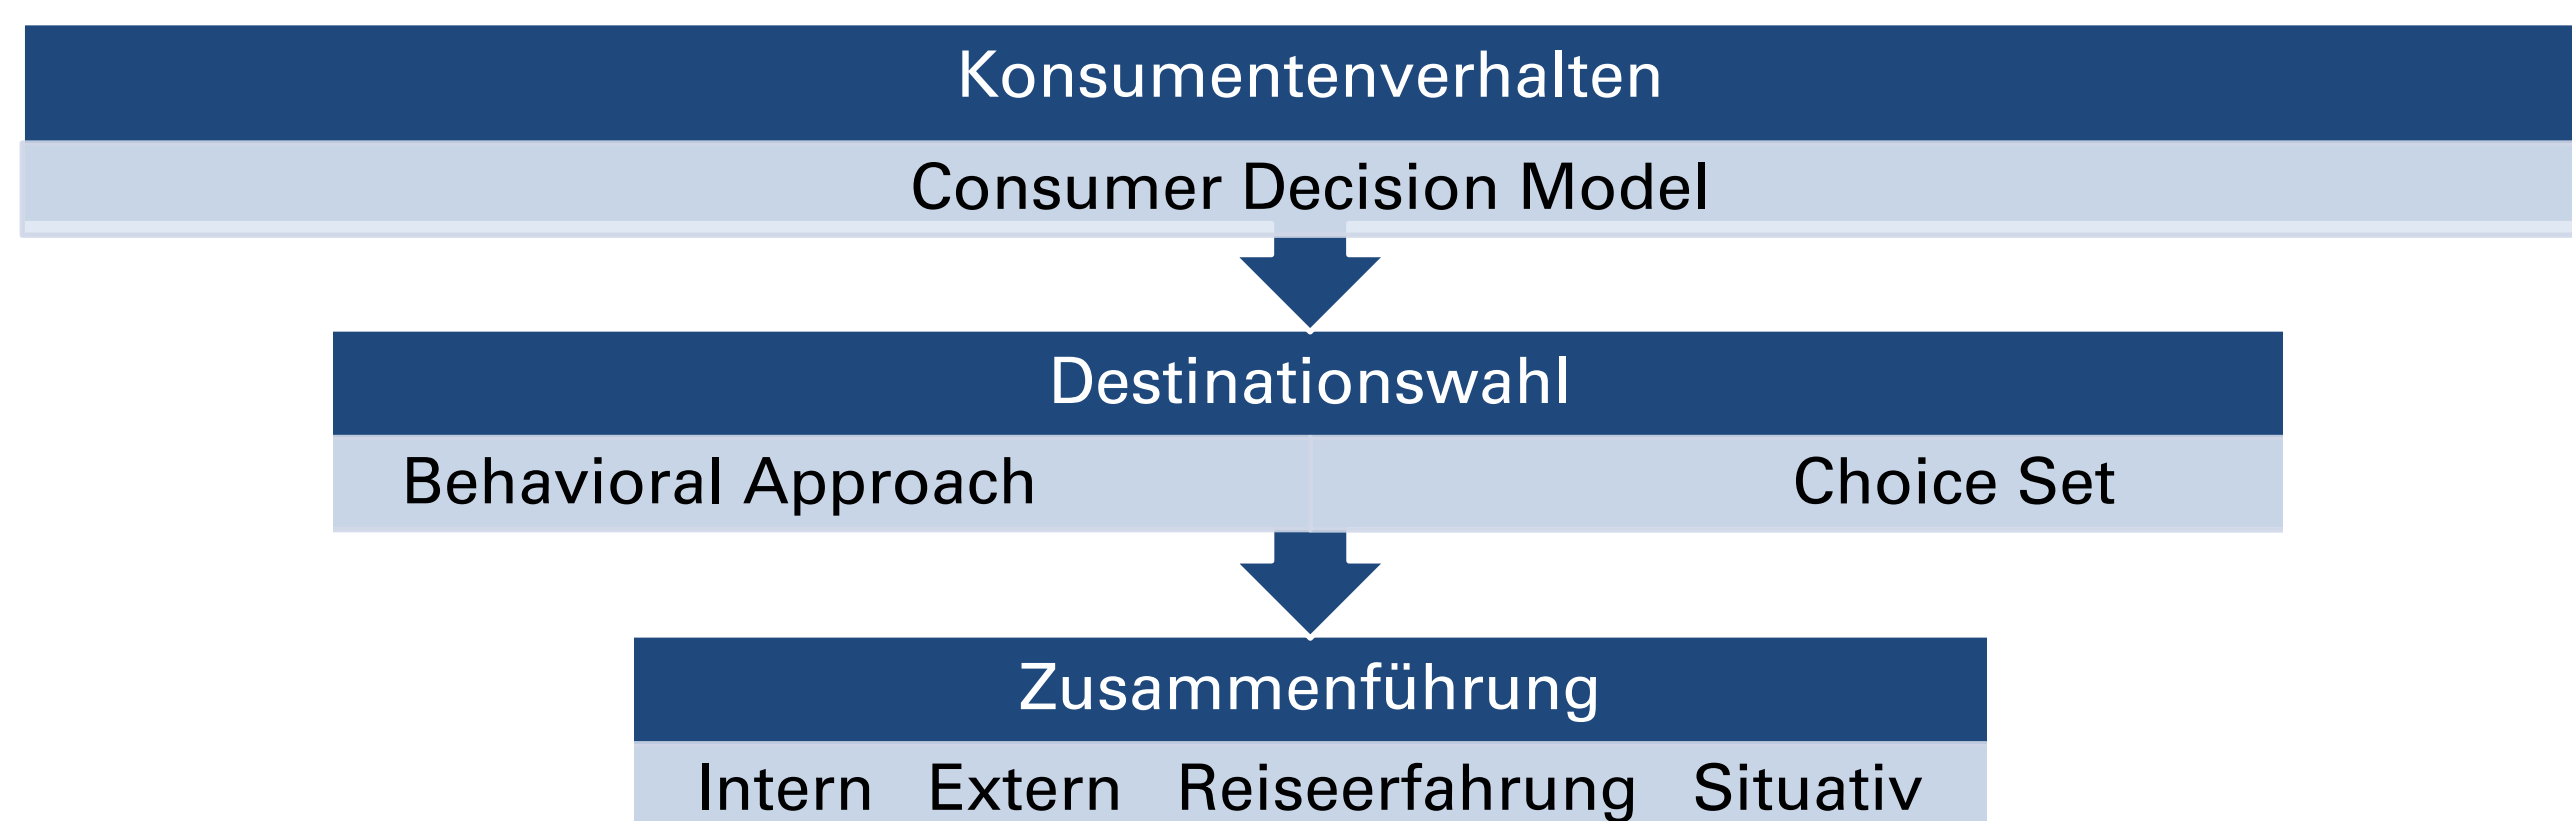 Konsumentenverhalten
Consumer Decision Model
Destinationswahl
Behavioral Approach Choice Set
Zusammenführung
Intern Extern Reiseerfahrung Situativ